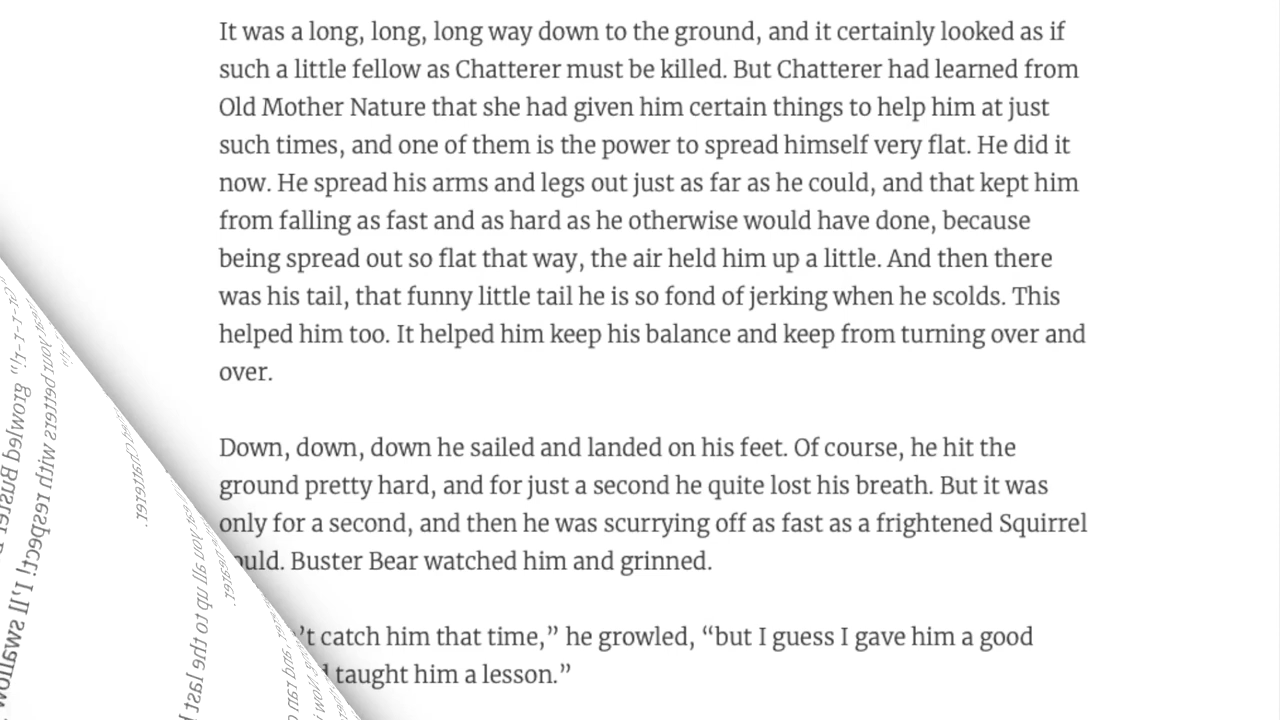 It was a long, long, long way down to the ground, and it certainly looked as if
such a little fellow as Chatterer must be killed. But Chatterer had learned from
Old Mother Nature that she had given him certain things to help him at just
such times, and one of them is the power to spread himself very flat. He did it
now. He spread his arms and legs out just as far as he could, and that kept him
from falling as fast and as hard as he otherwise would have done, because
being spread out so flat that way, the air held him up a little. And then there
was his tail, that funny little tail he is so fond of jerking when he scolds. This
helped him too. It helped him keep his balance and keep from turning over and
over.
Down, down, down he sailed and landed on his feet. Of course, he hit the
ground pretty hard, and for just a second he quite lost his breath. But it was
only for a second, and then he was scurrying off as fast as a frightened Squirrel
Buster Bear watched him and grinned.
catch him that time,” he growled, “but I guess I gave him a good
taught him a lesson.”
growled Buster
your betters with respect! I'll swallow
all up to the last